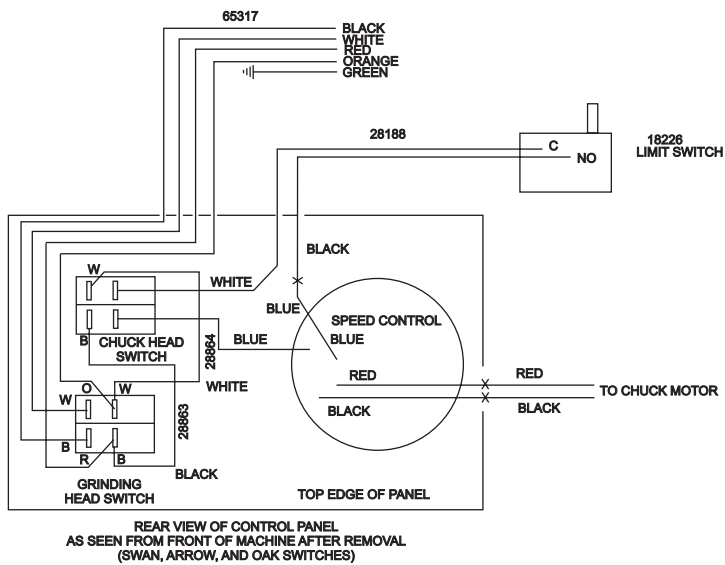 65317
BLACK
WHITE
RED
ORANGE
GREEN
28188
C
NO
18226
LIMIT SWITCH
BLACK
W
WHITE
BLUE
SPEED CONTROL
B
CHUCK HEAD
SWITCH
28864
BLUE
BLUE
RED
RED
O
W
WHITE
TO CHUCK MOTOR
W
BLACK
BLACK
28863
B
R
B
BLACK
GRINDING
HEAD SWITCH
TOP EDGE OF PANEL
REAR VIEW OF CONTROL PANEL
AS SEEN FROM FRONT OF MACHINE AFTER REMOVAL
(SWAN, ARROW, AND OAK SWITCHES)